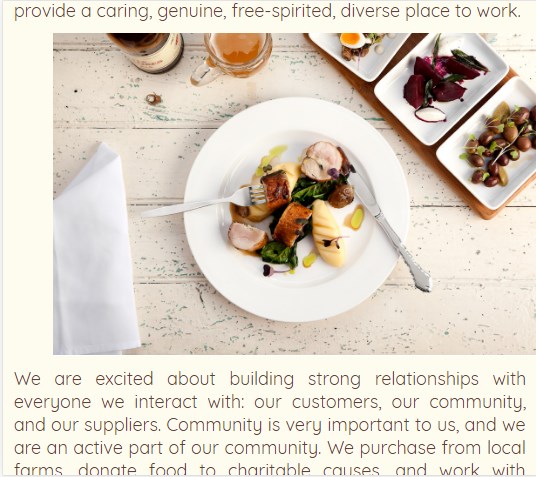 provide a caring, genuine, free-spirited, diverse place to work.
We are excited about building strong relationships with
everyone we interact with: our customers, our community,
and our suppliers. Community is very important to us, and we
are an active part of our community. We purchase from local
farms, donate food to charitable causes, and work with